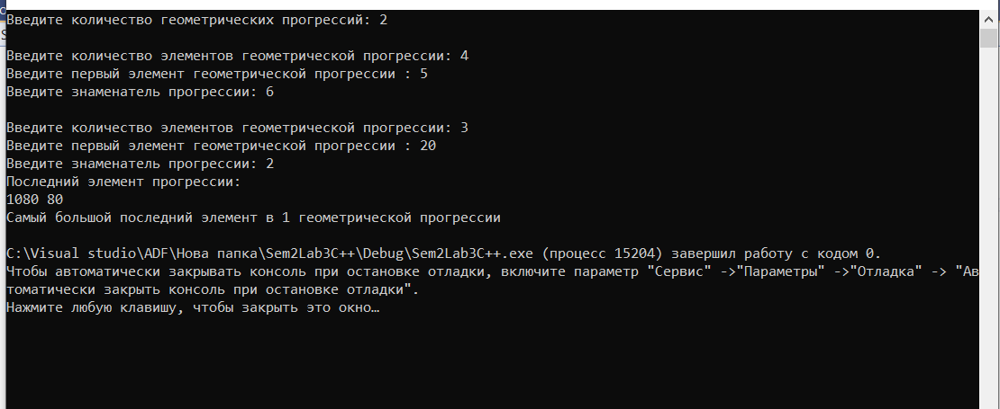 Введите количество геометрических прогрессий: 2
Введите количество элементов геометрической прогрессии: 4
Введите первый элемент геометрической прогрессии : 5
Введите знаменатель прогрессии: 6
Введите количество элементов геометрической прогрессии: 3
Введите первый элемент геометрической прогрессии : 20
Введите знаменатель прогрессии: 2
Последний элемент прогрессии:
1080 80
Самый большой последний элемент в 1 геометрической прогрессии
C:\Visual studio\ADF\Нова папка\Sem2Lab3C++\Debug\Sem2Lab3C++.exe (процесс 15204) завершил работу с кодом 0.
Чтобы автоматически закрывать консоль при остановке отладки, включите параметр "Сервис" ->"Параметры" ->"Отладка" -> "Ав
томатически закрыть консоль при остановке отладки".
Нажмите любую клавишу, чтобы закрыть это окно…